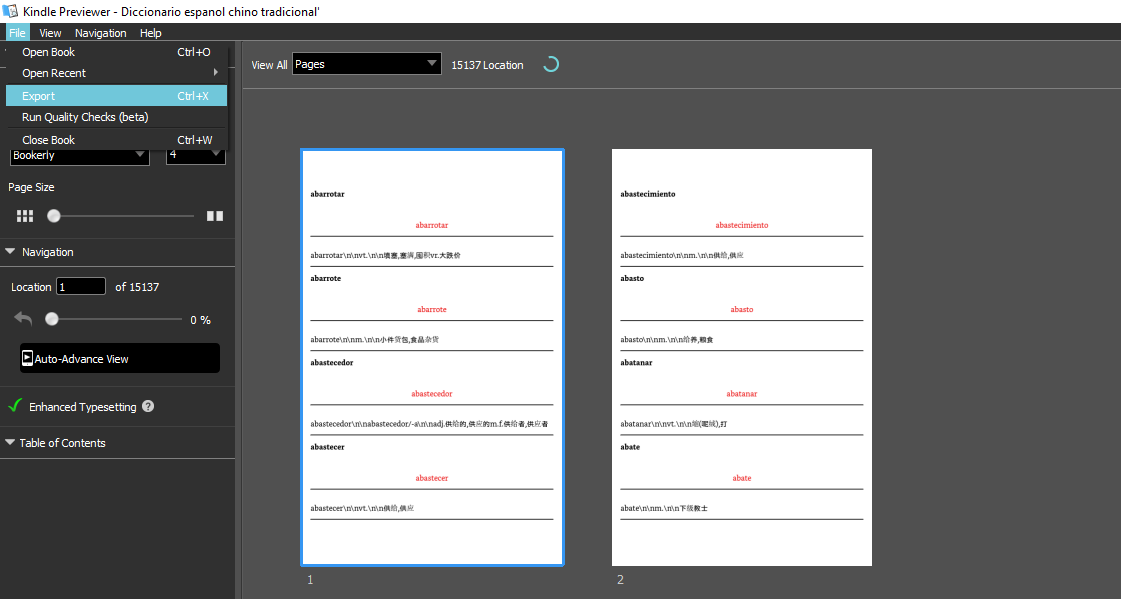 Kindle Previewer - Diccionario espanol chino tradicional'
File View Navigation Help
Open Book Ctrl+O
Open Recent
Export Ctrl+X
Run Quality Checks (beta)
Close Book Ctrl+W
Bookerly 4
Page Size
Navigation
Location 1 of 15137
0 %
Auto-Advance View
Enhanced Typesetting ?
Table of Contents
View All Pages 15137 Location
abarrotar
abarrotar
abarrotar\n\nvt.\n\n填塞,塞满,囤积vr.大跌价
abarrote
abarrote
abarrote\n\nm.\n\n小件货包,食品杂货
abastecedor
abastecedor
abastecedor\n\nabastecedor/-a\n\nadj.供给的,供应的m.f.供给者,供应者
abastecer
abastecer
abastecer\n\nvt.\n\n供给,供应
1
abastecimiento
abastecimiento
abastecimiento\n\nm.\n\n供给,供应
abasto
abasto
abasto\n\nm.\n\n给养,粮食
abatanar
abatanar
abatanar\n\nvt.\n\n缩(呢绒),打
abate
abate
abate\n\nm.\n\n下级教士
2